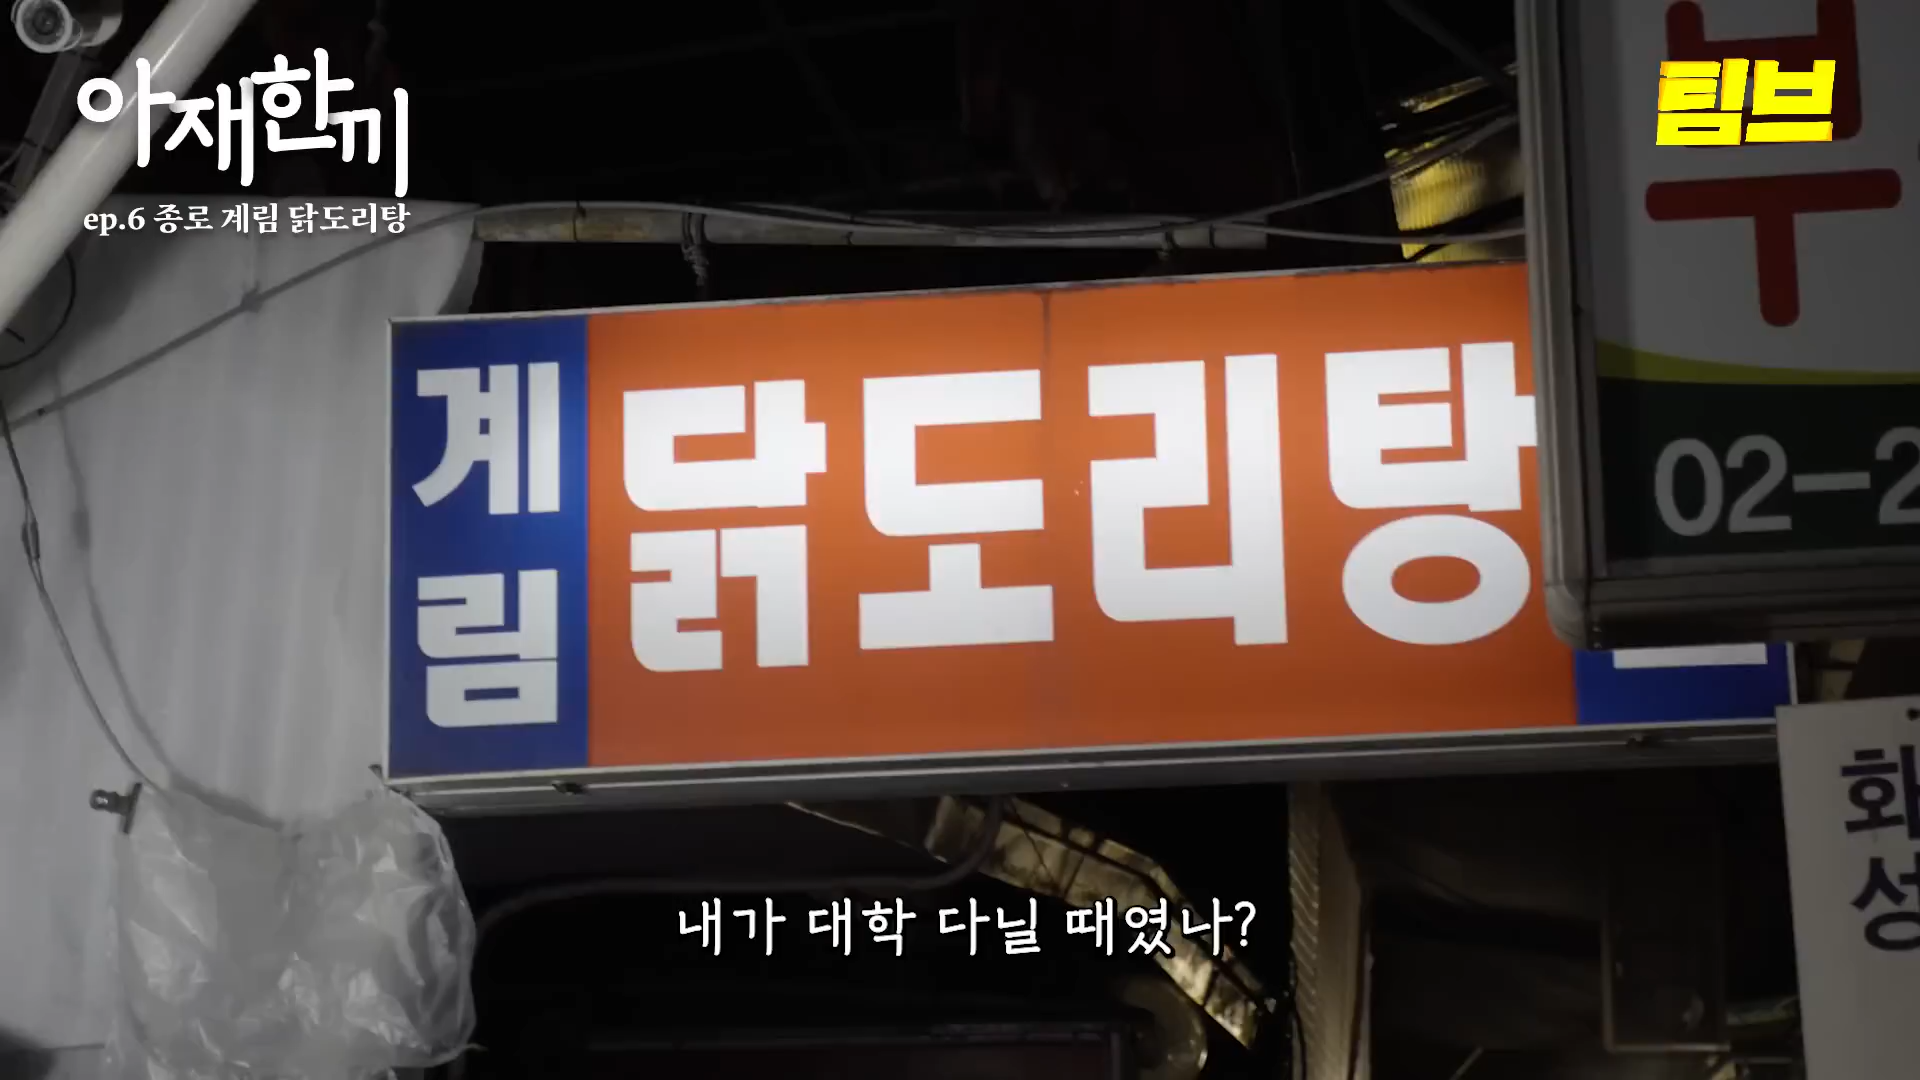 아재한끼
ep.6 종로 계림 닭도리탕
팀브
부
02-2
계림
닭도리탕
화성
내가 대학 다닐 때였나?